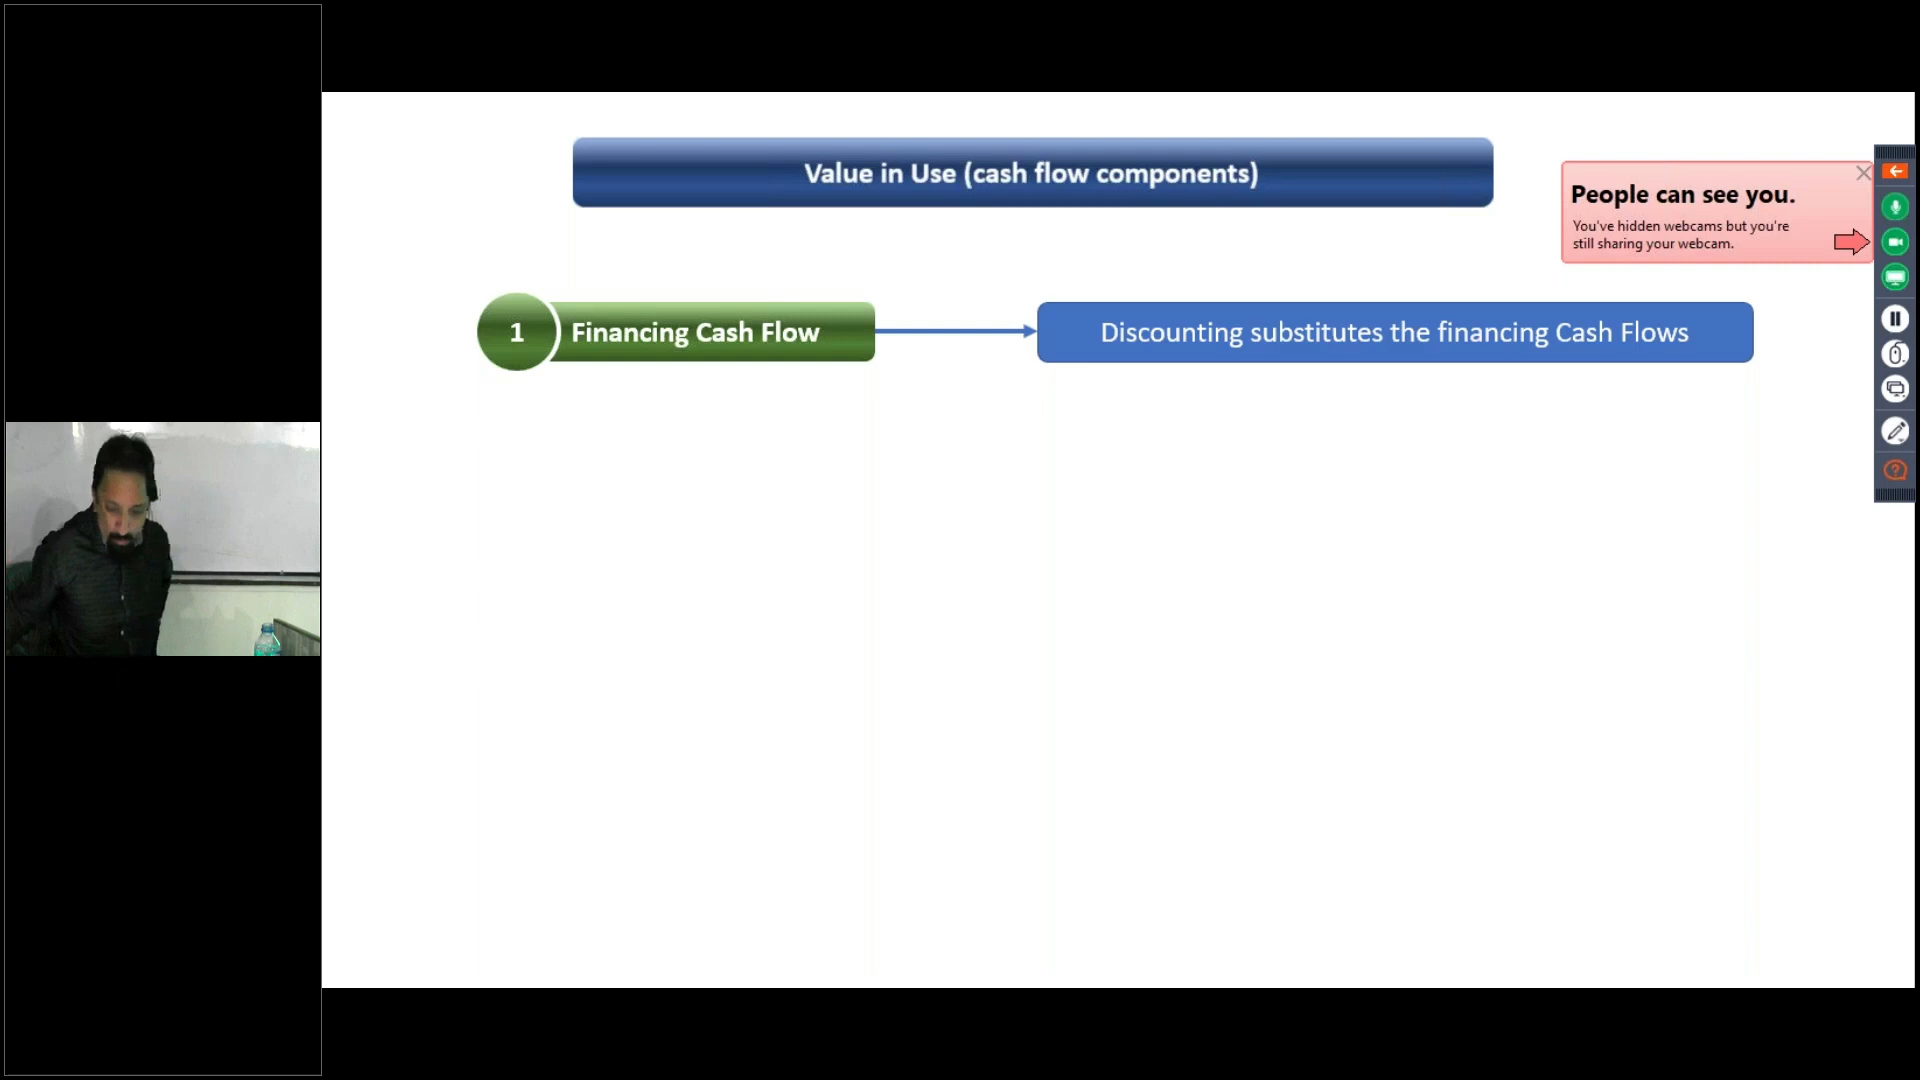 Value in Use (cash flow components)
People can see you.
You've hidden webcams but you're
still sharing your webcam.
1
Financing Cash Flow
Discounting substitutes the financing Cash Flows